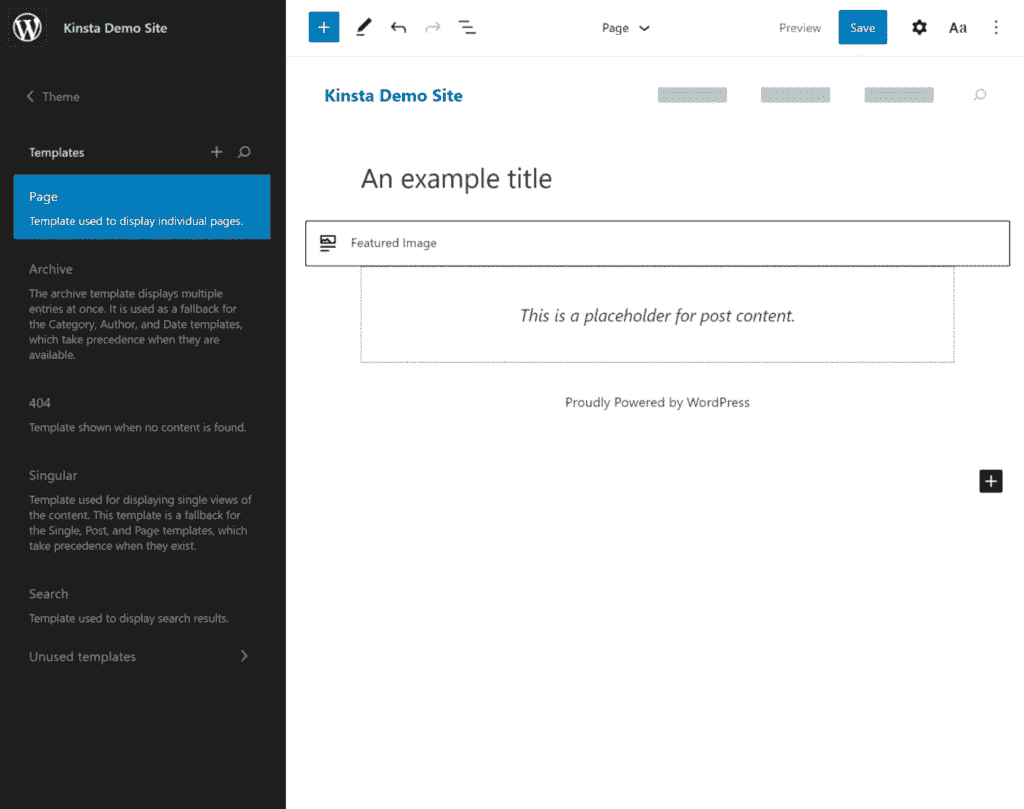 Kinsta Demo Site
Page
Preview
Save
Aa
Theme
Templates
Page
Template used to display individual pages.
Archive
The archive template displays multiple
entries at once. It is used as a fallback for
the Category, Author, and Date templates,
which take precedence when they are
available.
404
Template shown when no content is found.
Singular
Template used for displaying single views of
the content. This template is a fallback for
the Single, Post, and Page templates, which
take precedence when they exist.
Search
Template used to display search results.
Unused templates
Kinsta Demo Site
An example title
Featured Image
This is a placeholder for post content.
Proudly Powered by WordPress